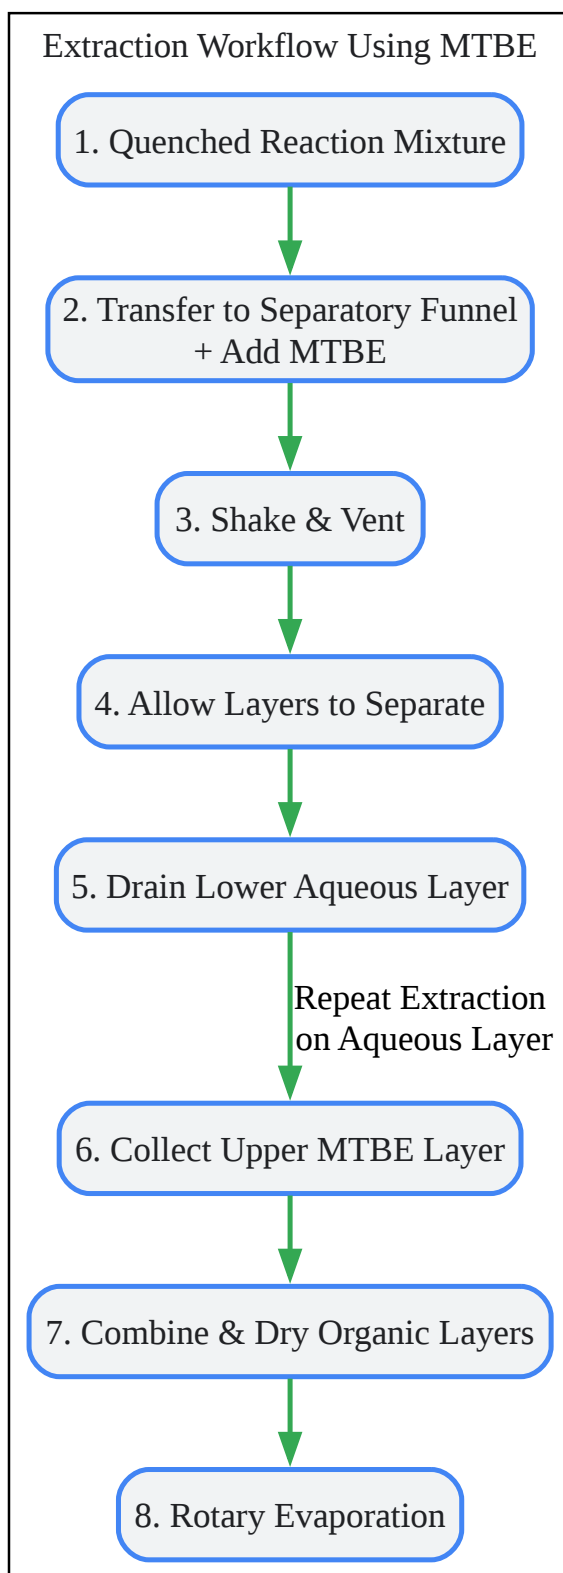 Extraction Workflow Using MTBE
1. Quenched Reaction Mixture
2. Transfer to Separatory Funnel
+ Add MTBE
3. Shake & Vent
4. Allow Layers to Separate
5. Drain Lower Aqueous Layer
Repeat Extraction
on Aqueous Layer
6. Collect Upper MTBE Layer
7. Combine & Dry Organic Layers
8. Rotary Evaporation